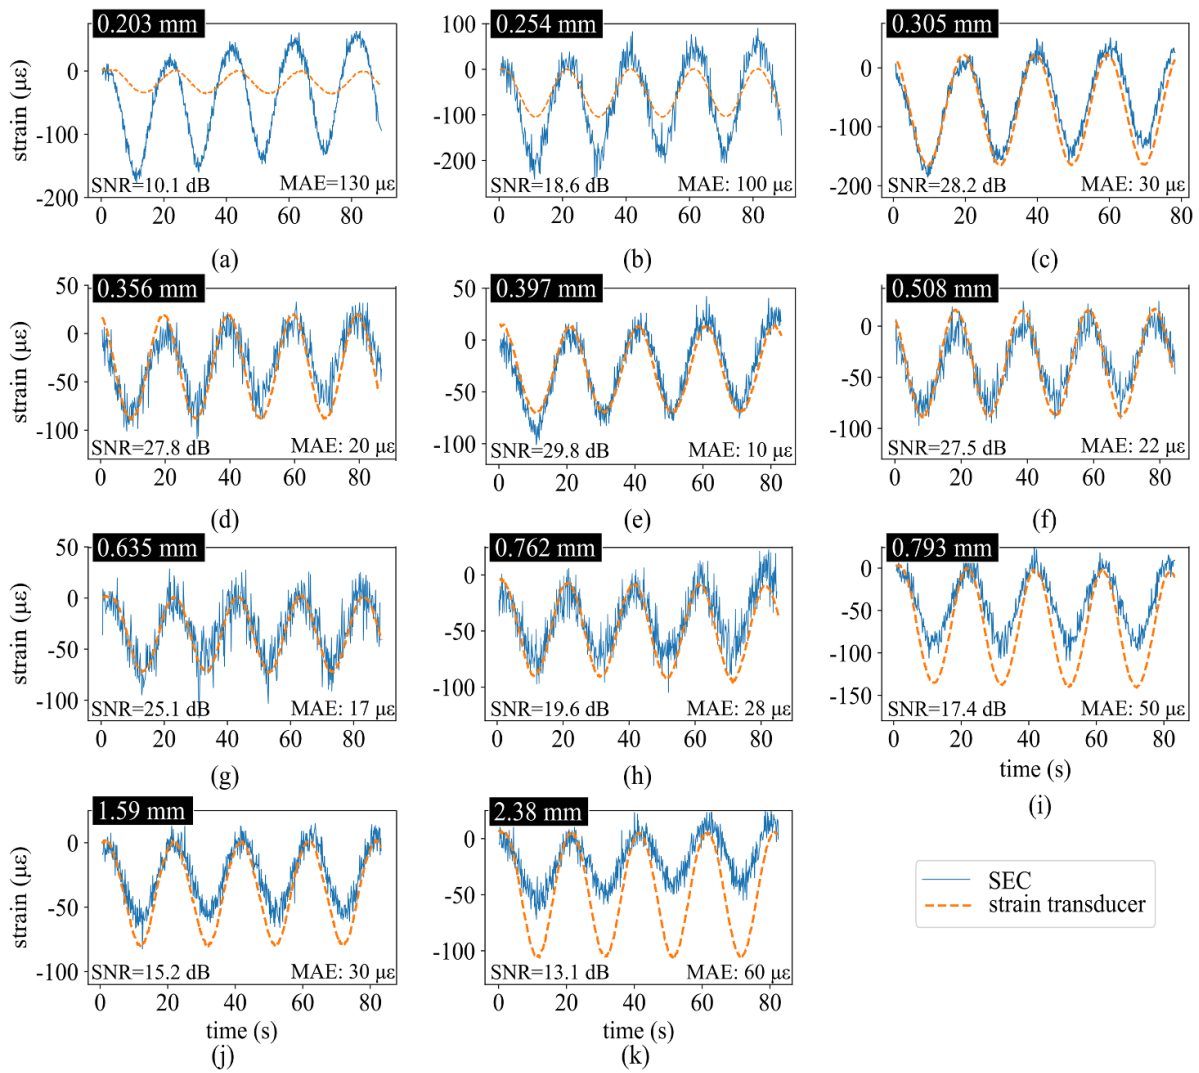 0.203 mm
strain (με)
0
-100
-200
SNR=10.1 dB
MAE=130 με
0
20
40
60
80
(a)
0.254 mm
100
0
-100
-200
SNR=18.6 dB
MAE: 100 με
0
20
40
60
80
(b)
0.305 mm
0
-100
-200
SNR=28.2 dB
MAE: 30 με
0
20
40
60
80
(c)
0.356 mm
strain (με)
50
0
-50
-100
SNR=27.8 dB
MAE: 20 με
0
20
40
60
80
(d)
0.397 mm
50
0
-50
-100
SNR=29.8 dB
MAE: 10 με
0
20
40
60
80
(e)
0.508 mm
50
0
-50
-100
SNR=27.5 dB
MAE: 22 με
0
20
40
60
80
(f)
0.635 mm
strain (με)
50
0
-50
-100
SNR=25.1 dB
MAE: 17 με
0
20
40
60
80
(g)
0.762 mm
0
-50
-100
SNR=19.6 dB
MAE: 28 με
0
20
40
60
80
(h)
0.793 mm
0
-50
-100
-150
SNR=17.4 dB
MAE: 50 με
0
20
40
60
80
time (s)
(i)
1.59 mm
strain (με)
0
-50
-100
SNR=15.2 dB
MAE: 30 με
0
20
40
60
80
time (s)
(j)
2.38 mm
0
-50
-100
SNR=13.1 dB
MAE: 60 με
0
20
40
60
80
time (s)
(k)
SEC
strain transducer